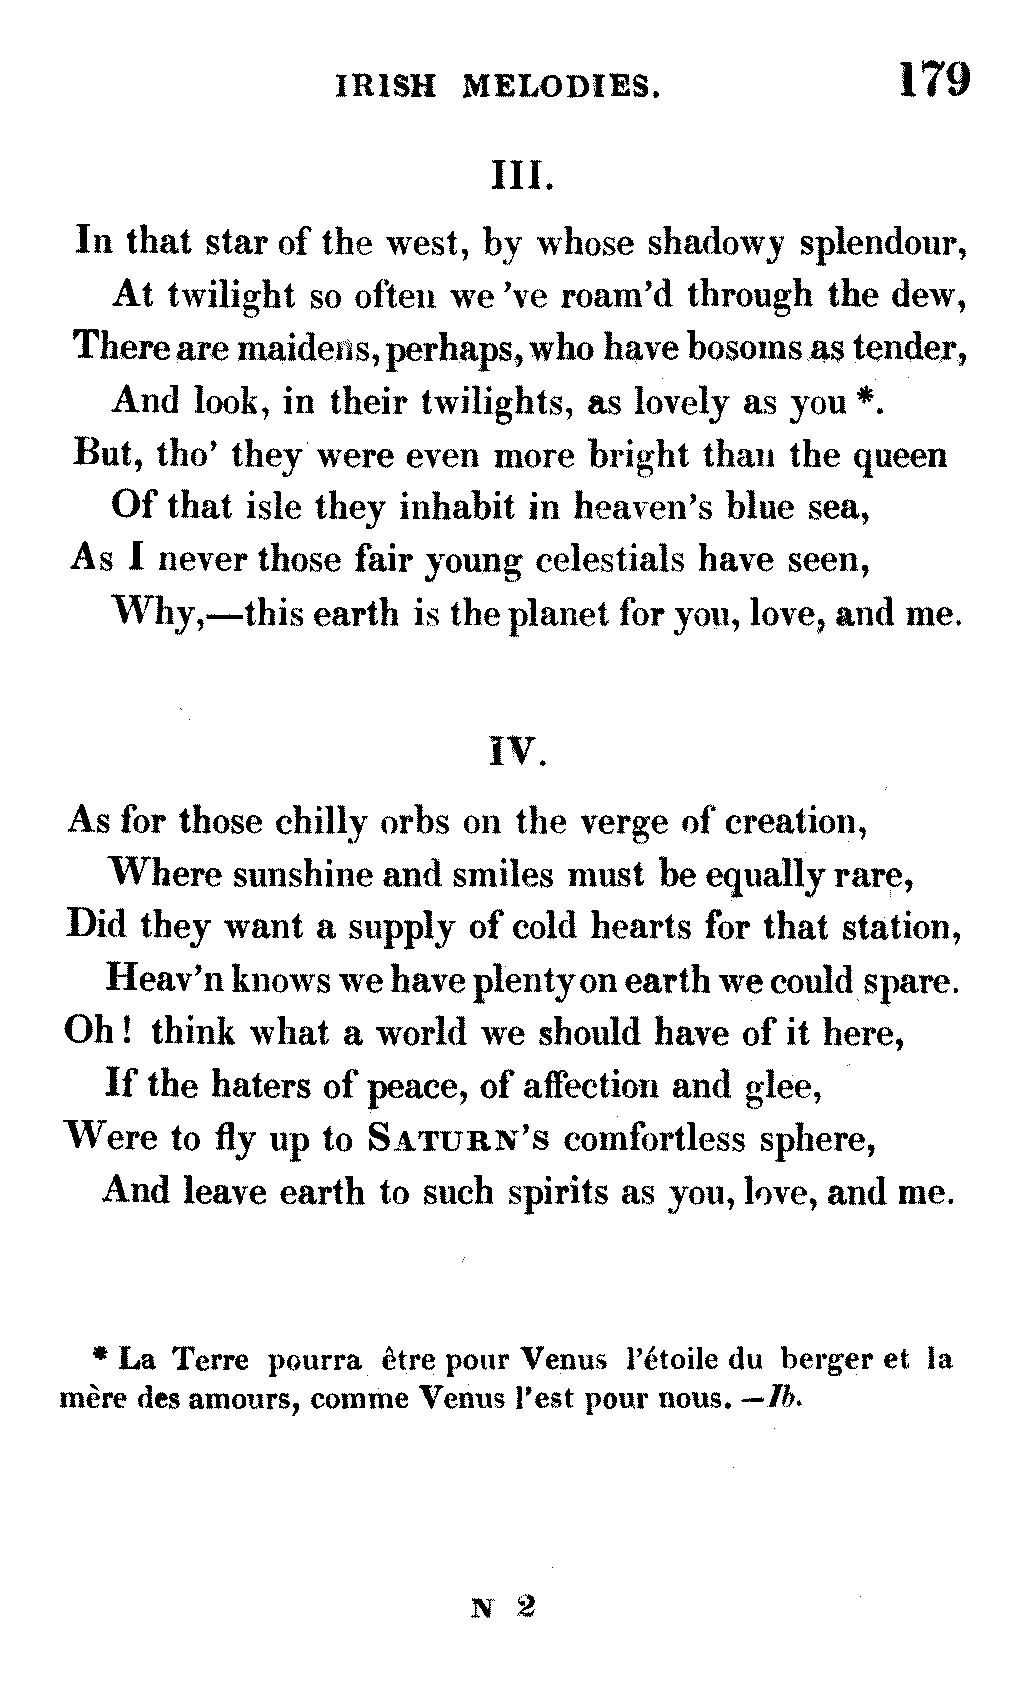 IRISH MELODIES. 179
III.
In that star of the west, by whose shadowy splendour,
At twilight so often we 've roam'd through the dew,
There are maidens, perhaps, who have bosoms as tender,
And look, in their twilights, as lovely as you *.
But, tho' they were even more bright than the queen
Of that isle they inhabit in heaven's blue sea,
As I never those fair young celestials have seen,
Why,—this earth is the planet for you, love, and me.
IV.
As for those chilly orbs on the verge of creation,
Where sunshine and smiles must be equally rare,
Did they want a supply of cold hearts for that station,
Heav'n knows we have plenty on earth we could spare.
Oh! think what a world we should have of it here,
If the haters of peace, of affection and glee,
Were to fly up to SATURN'S comfortless sphere,
And leave earth to such spirits as you, love, and me.
* La Terre pourra être pour Venus l'étoile du berger et la
mère des amours, comme Venus l'est pour nous. —Ib.
N 2